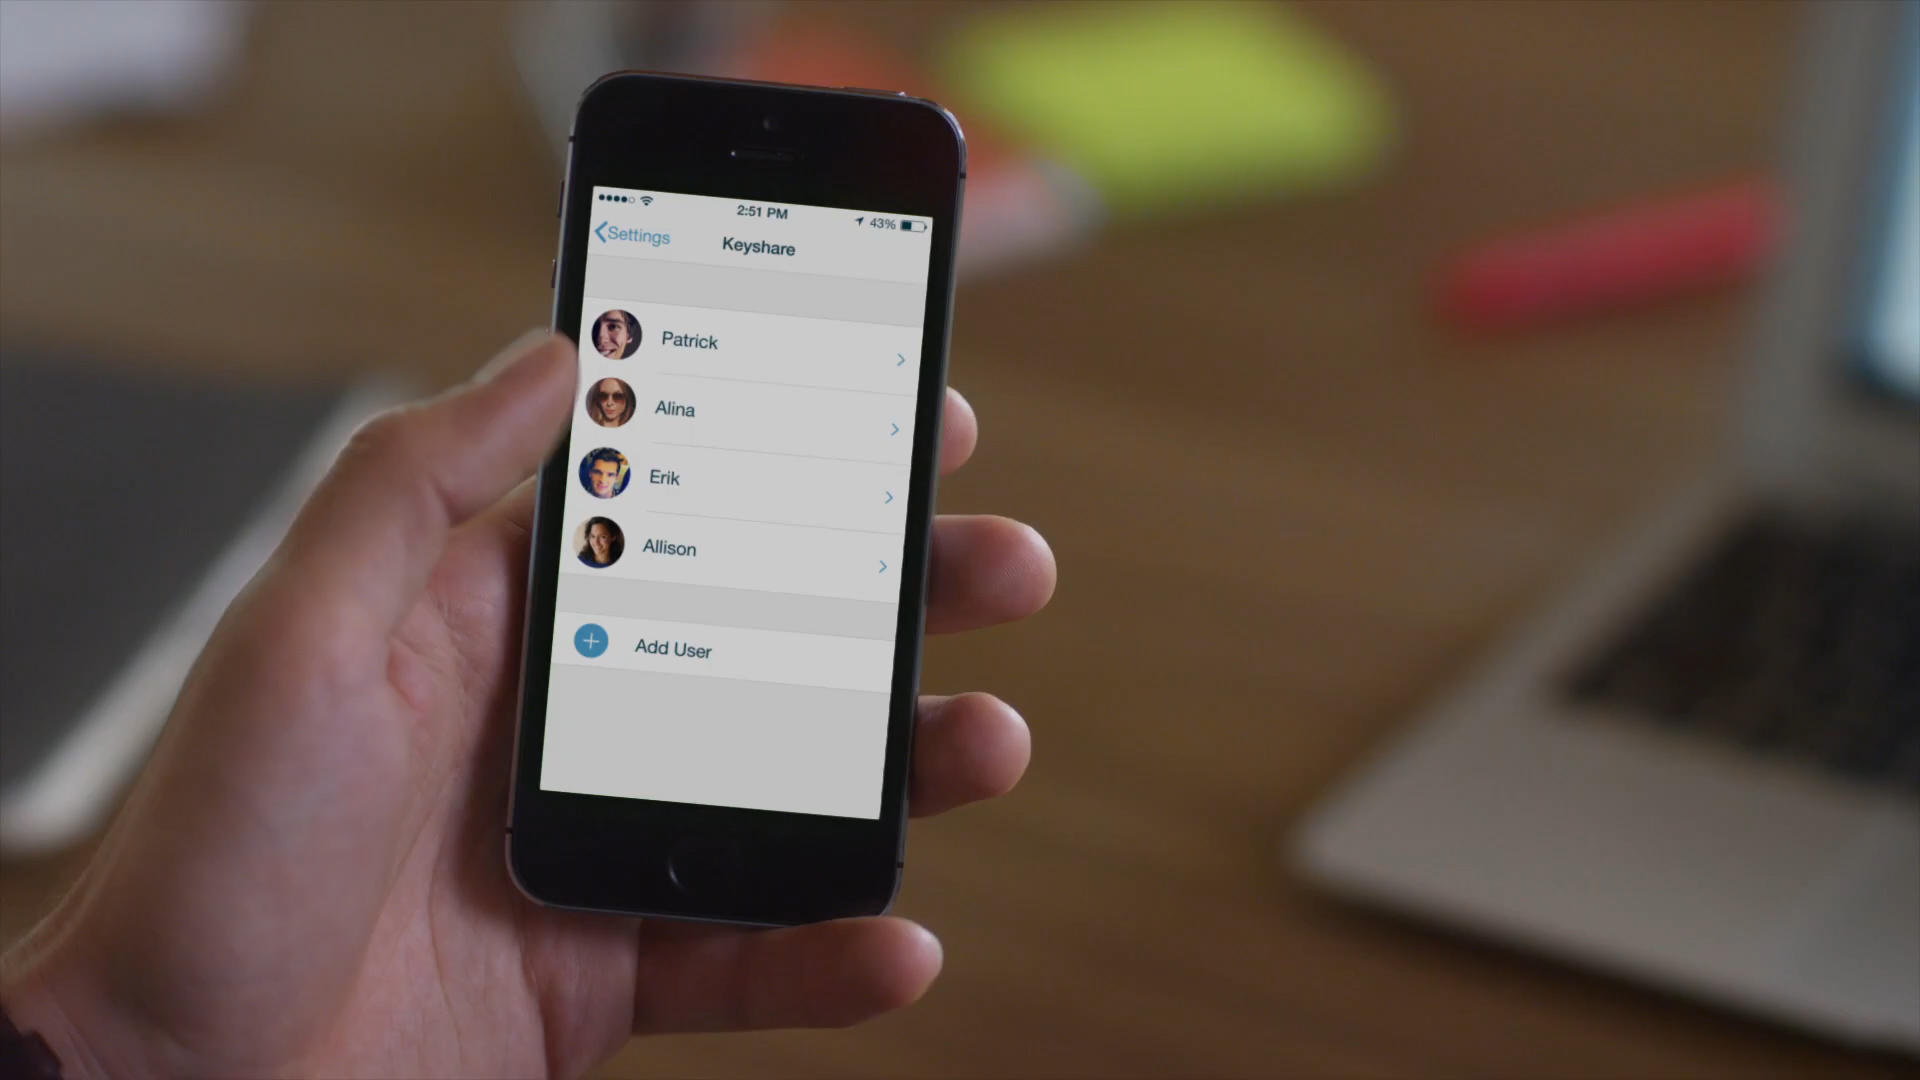 2:51 PM
43%
Settings
Keyshare
Patrick
Alina
Erik
Allison
Add User